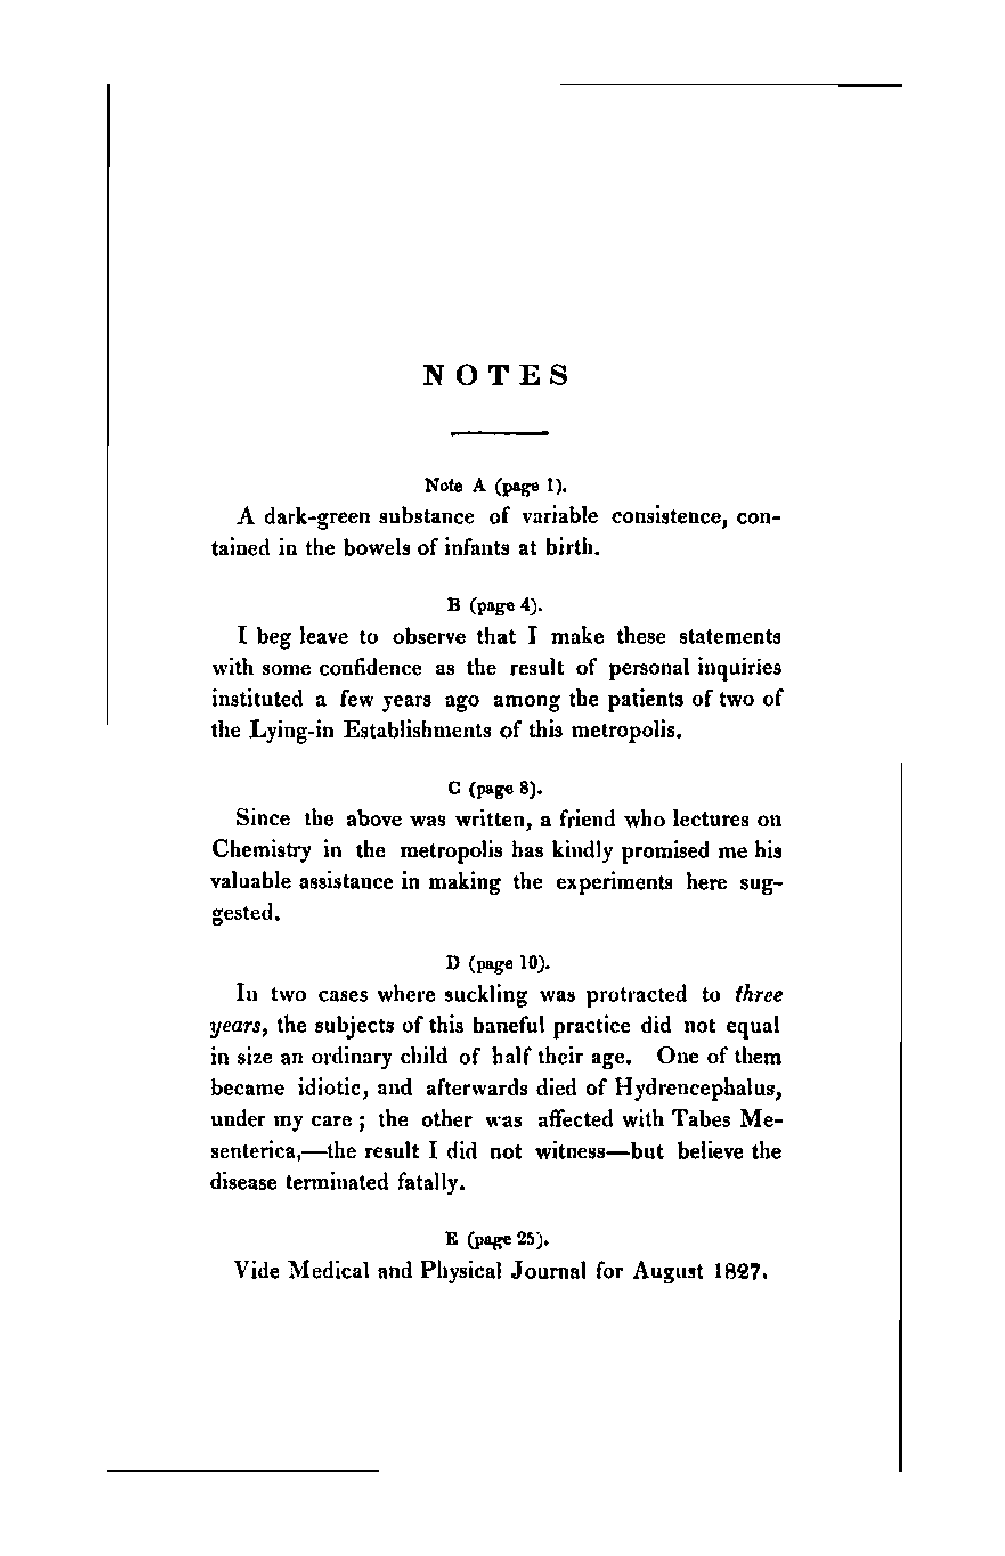 NOTES
Note A (page 1).
A dark-green substance of variable consistence, con-
tained in the bowels of infants at birth.
B (page 4).
I beg leave to observe that I make these statements
with some confidence as the result of personal inquiries
instituted a few years ago among the patients of two of
the Lying-in Establishments of this metropolis.
C (page 8).
Since the above was written, a friend who lectures on
Chemistry in the metropolis has kindly promised me his
valuable assistance in making the experiments here sug-
gested.
D (page 10).
In two cases where suckling was protracted to three
years, the subjects of this baneful practice did not equal
in size an ordinary child of half their age. One of them
became idiotic, and afterwards died of Hydrencephalus,
under my care; the other was affected with Tabes Me-
senterica,—the result I did not witness—but believe the
disease terminated fatally.
E (page 25).
Vide Medical and Physical Journal for August 1827.